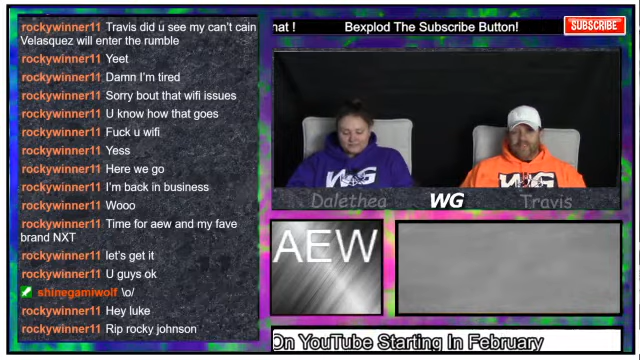 rockywinner11 Travis did u see my can't cain
Velasquez will enter the rumble
rockywinner11 Yeet
rockywinner11 Damn I'm tired
rockywinner11 Sorry bout that wifi issues
rockywinner11 U know how that goes
rockywinner11 Fuck u wifi
rockywinner11 Yess
rockywinner11 Here we go
rockywinner11 I'm back in business
rockywinner11 Wooo
rockywinner11 Time for aew and my fave
brand NXT
rockywinner11 let's get it
rockywinner11 U guys ok
shinegamiwolf \o/
rockywinner11 Hey luke
rockywinner11 Rip rocky johnson
hat ! Bexplod The Subscribe Button!
SUBSCRIBE
WG
WG
Dalethea WG Travis
AEW
On YouTube Starting In February